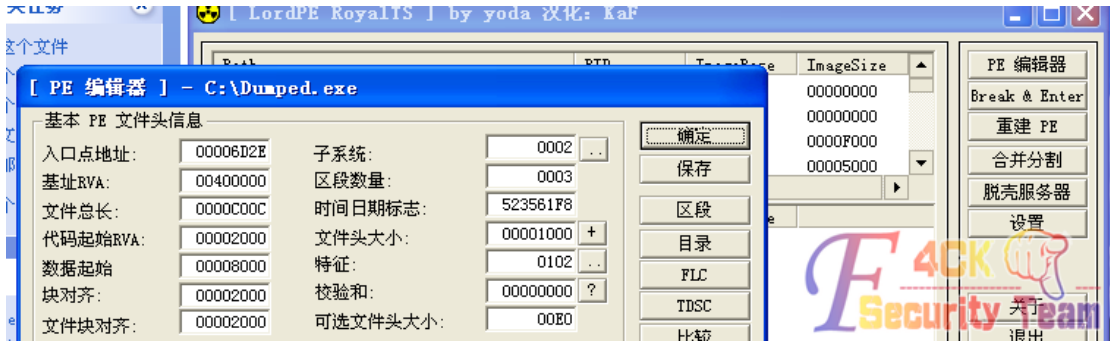 [ LordPE RoyalTS ] by yoda 汉化: KaF
这个文件
ImageSize
00000000
00000000
0000F000
00005000
PE 编辑器
Break & Enter
重建 PE
合并分割
脱壳服务器
设置
关于
退出
[ PE 编辑器 ] - C:\Dumped.exe
基本 PE 文件头信息
入口点地址: 00006D2E 子系统: 0002 ..
基址RVA: 00400000 区段数量: 0003
文件总长: 0000C00C 时间日期标志: 523561F8
代码起始RVA: 00002000 文件头大小: 00001000 +
数据起始 00008000 特征: 0102 ..
块对齐: 00002000 校验和: 00000000 ?
文件块对齐: 00002000 可选文件头大小: 00E0
确定
保存
区段
目录
FLC
TDSC
比较
F4CK
Security Team